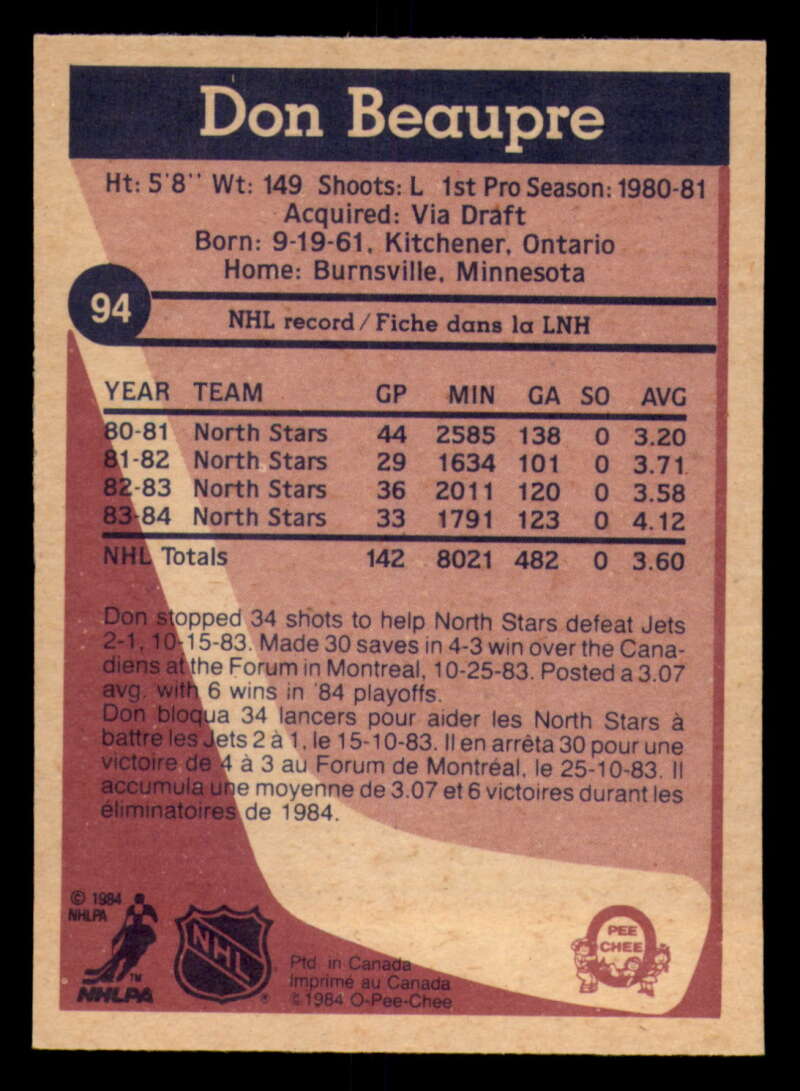 Don Beaupre
Ht: 5'8" Wt: 149 Shoots: L 1st Pro Season: 1980-81
Acquired: Via Draft
Born: 9-19-61, Kitchener, Ontario
Home: Burnsville, Minnesota
94
NHL record / Fiche dans la LNH
YEAR TEAM GP MIN GA SO AVG
80-81 North Stars 44 2585 138 0 3.20
81-82 North Stars 29 1634 101 0 3.71
82-83 North Stars 36 2011 120 0 3.58
83-84 North Stars 33 1791 123 0 4.12
NHL Totals 142 8021 482 0 3.60
Don stopped 34 shots to help North Stars defeat Jets
2-1, 10-15-83. Made 30 saves in 4-3 win over the Cana-
diens at the Forum in Montreal, 10-25-83. Posted a 3.07
avg. with 6 wins in '84 playoffs.
Don bloqua 34 lancers pour aider les North Stars à
battre les Jets 2 à 1, le 15-10-83. Il en arrêta 30 pour une
victoire de 4 à 3 au Forum de Montréal, le 25-10-83. Il
accumula une moyenne de 3.07 et 6 victoires durant les
éliminatoires de 1984.
© 1984
NHLPA
TM
NHLPA
NHL
®
Ptd. in Canada
Imprimé au Canada
© 1984 O-Pee-Chee
PEE
CHEE